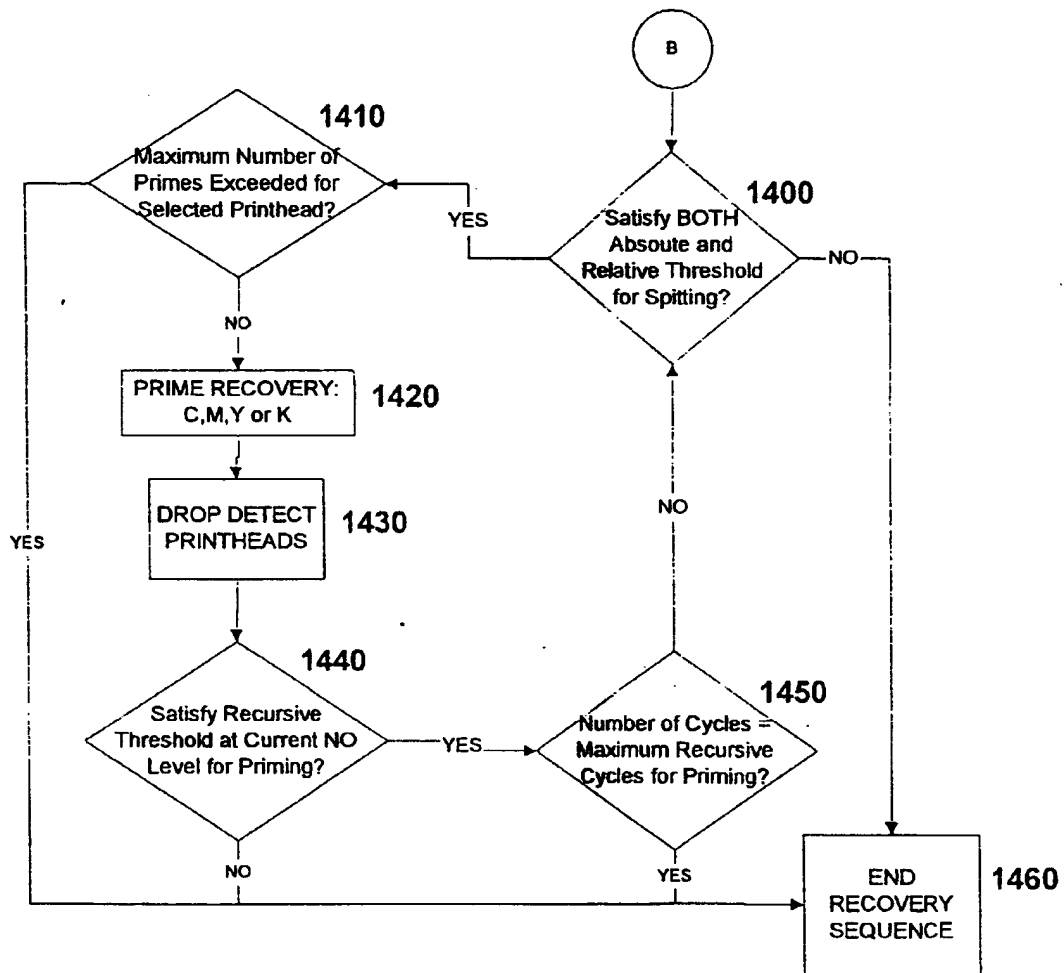 B
1410
Maximum Number of
Primes Exceeded for
Selected Printhead?
1400
Satisfy BOTH
Absoute and
Relative Threshold
for Spitting?
YES
NO
NO
PRIME RECOVERY:
C,M,Y or K
1420
DROP DETECT
PRINTHEADS
1430
YES
NO
1440
Satisfy Recursive
Threshold at Current NO
Level for Priming?
YES
1450
Number of Cycles =
Maximum Recursive
Cycles for Priming?
NO
YES
END
RECOVERY
SEQUENCE
1460